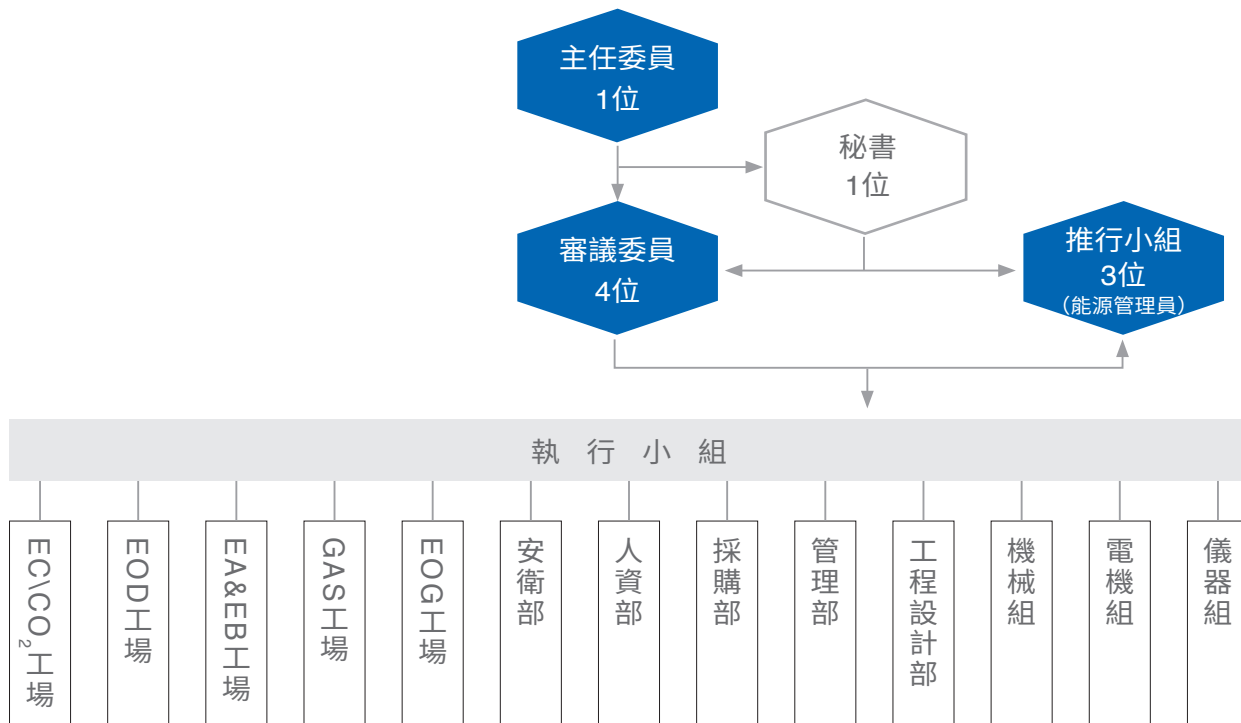 主任委員
1位
秘書
1位
審議委員
4位
推行小組
3位
（能源管理員）
執行小組
EC\CO₂工場
EOD工場
EA&EB工場
GAS工場
EOG工場
安衛部
人資部
採購部
管理部
工程設計部
機械組
電機組
儀器組